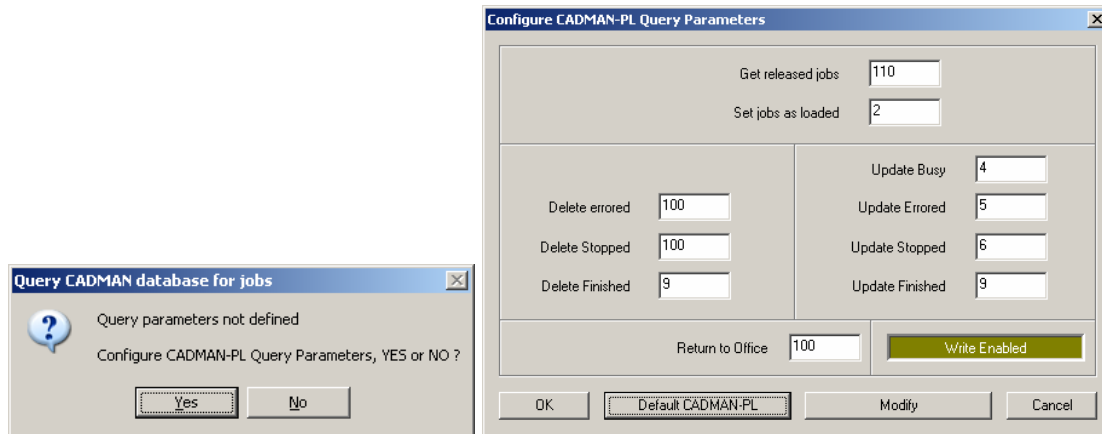 Query CADMAN database for jobs
Query parameters not defined
Configure CADMAN-PL Query Parameters, YES or NO ?
Yes
No
Configure CADMAN-PL Query Parameters
Get released jobs 110
Set jobs as loaded 2
Delete errored 100
Delete Stopped 100
Delete Finished 9
Update Busy 4
Update Errored 5
Update Stopped 6
Update Finished 9
Return to Office 100
Write Enabled
OK
Default CADMAN-PL
Modify
Cancel